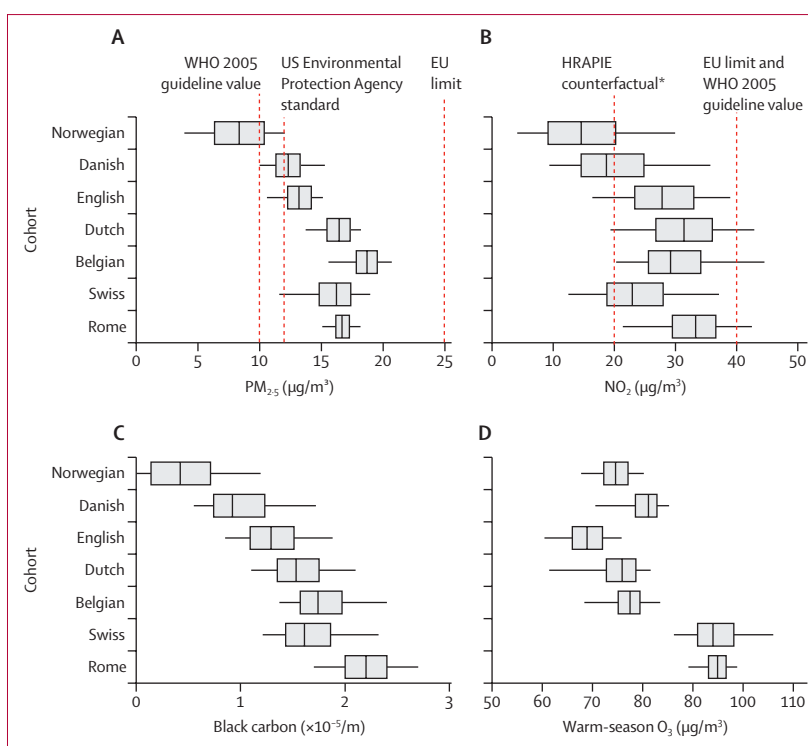 A
WHO 2005
guideline value
US Environmental
Protection Agency
standard
EU
limit
Cohort
Norwegian
Danish
English
Dutch
Belgian
Swiss
Rome
0 5 10 15 20 25
PM2·5 (µg/m³)
B
HRAPIE
counterfactual*
EU limit and
WHO 2005
guideline value
0 10 20 30 40 50
NO2 (µg/m³)
C
Cohort
Norwegian
Danish
English
Dutch
Belgian
Swiss
Rome
0 1 2 3
Black carbon (×10⁻⁵/m)
D
50 60 70 80 90 100 110
Warm-season O3 (µg/m³)